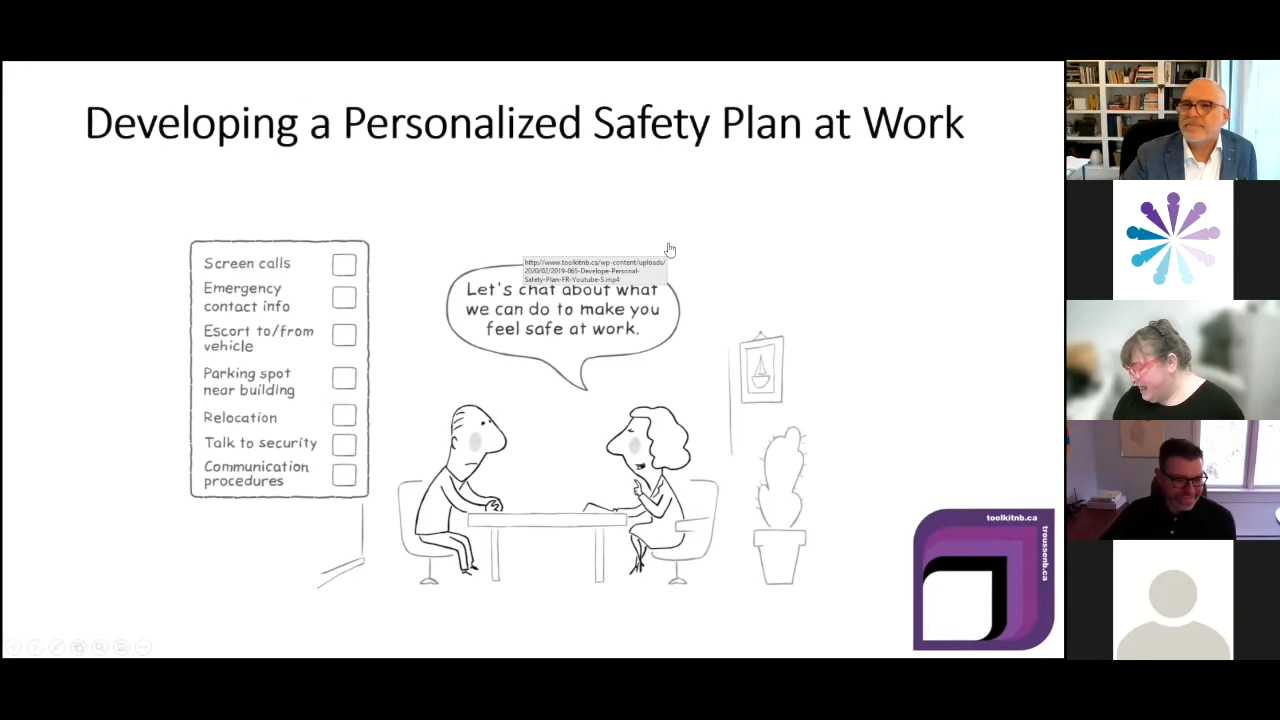 Developing a Personalized Safety Plan at Work
Screen calls
Emergency
contact info
Escort to/from
vehicle
Parking spot
near building
Relocation
Talk to security
Communication
procedures
http://www.toolkitnb.ca/wp-content/uploads/
2020/02/2019-065-Develope-Personal-
Safety-Plan-FR-Youtube-S.mp4
Let's chat about what
we can do to make you
feel safe at work.
toolkitnb.ca
troussenb.ca